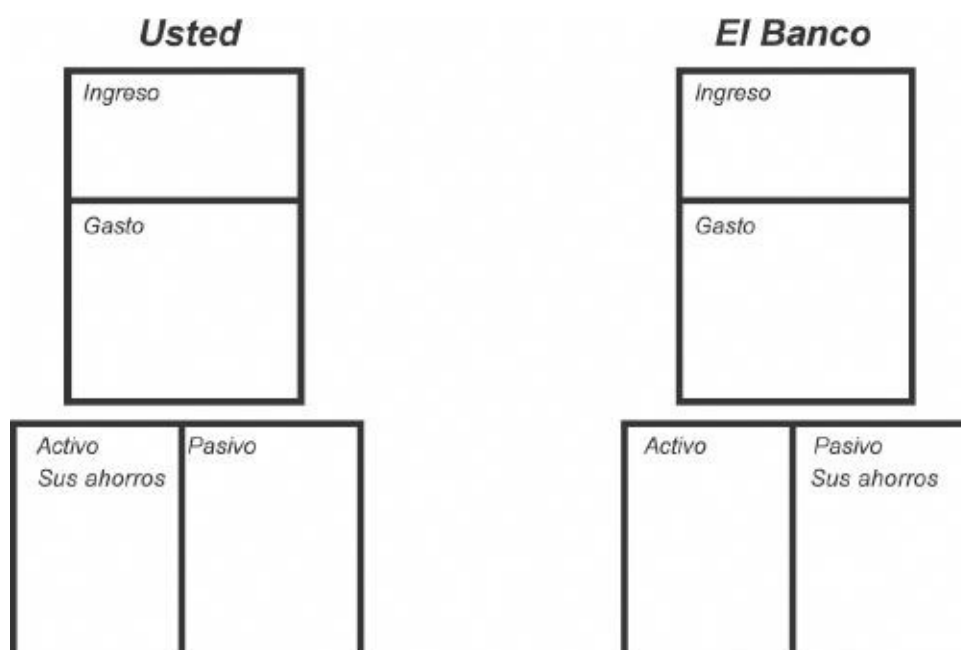 Usted
Ingreso
Gasto
Activo
Sus ahorros
Pasivo
El Banco
Ingreso
Gasto
Activo
Pasivo
Sus ahorros